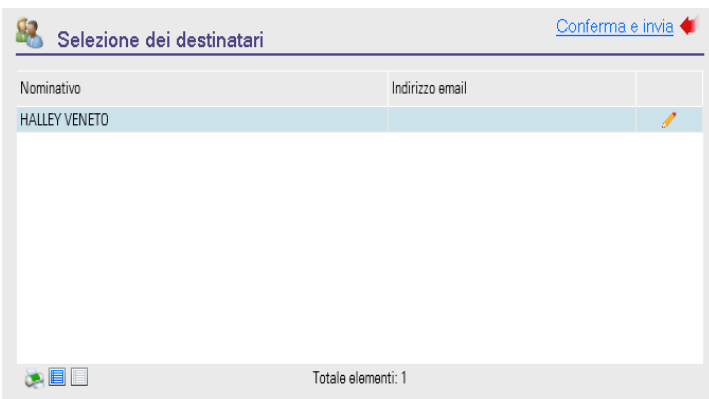 Selezione dei destinatari
Conferma e invia
Nominativo Indirizzo email
HALLEY VENETO
Totale elementi: 1